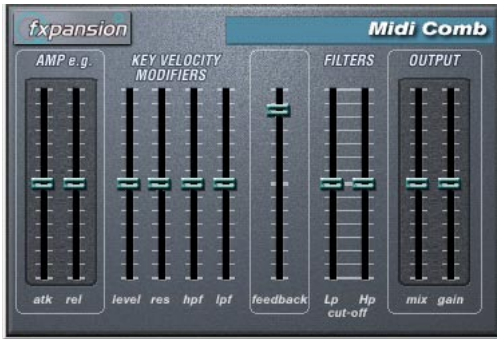 fxpansion
Midi Comb
AMP e.g.
KEY VELOCITY
MODIFIERS
FILTERS
OUTPUT
atk rel
level res hpf lpf
feedback
Lp Hp
cut-off
mix gain